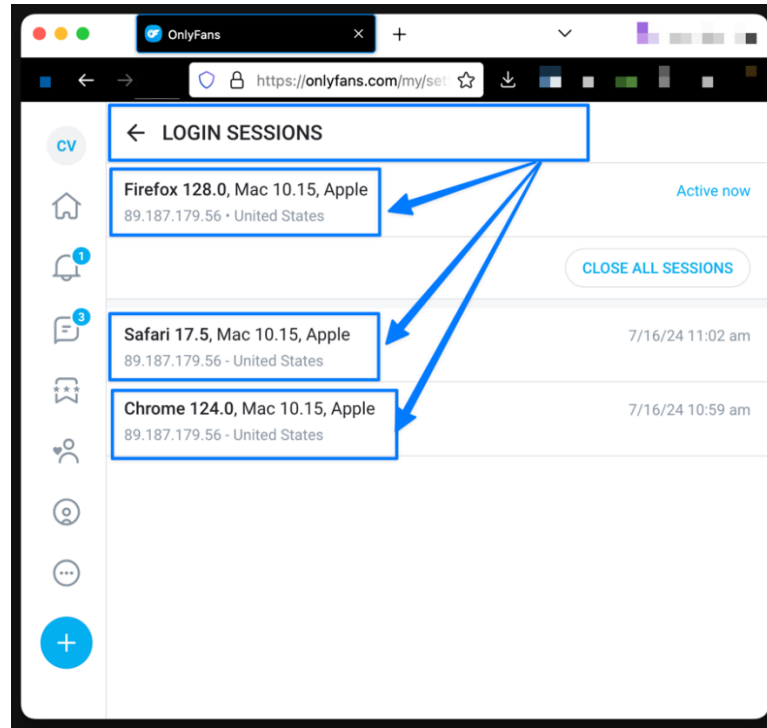 OnlyFans
https://onlyfans.com/my/set
CV
LOGIN SESSIONS
Firefox 128.0, Mac 10.15, Apple
Active now
89.187.179.56 • United States
1
CLOSE ALL SESSIONS
3
Safari 17.5, Mac 10.15, Apple
7/16/24 11:02 am
89.187.179.56 - United States
Chrome 124.0, Mac 10.15, Apple
7/16/24 10:59 am
89.187.179.56 - United States